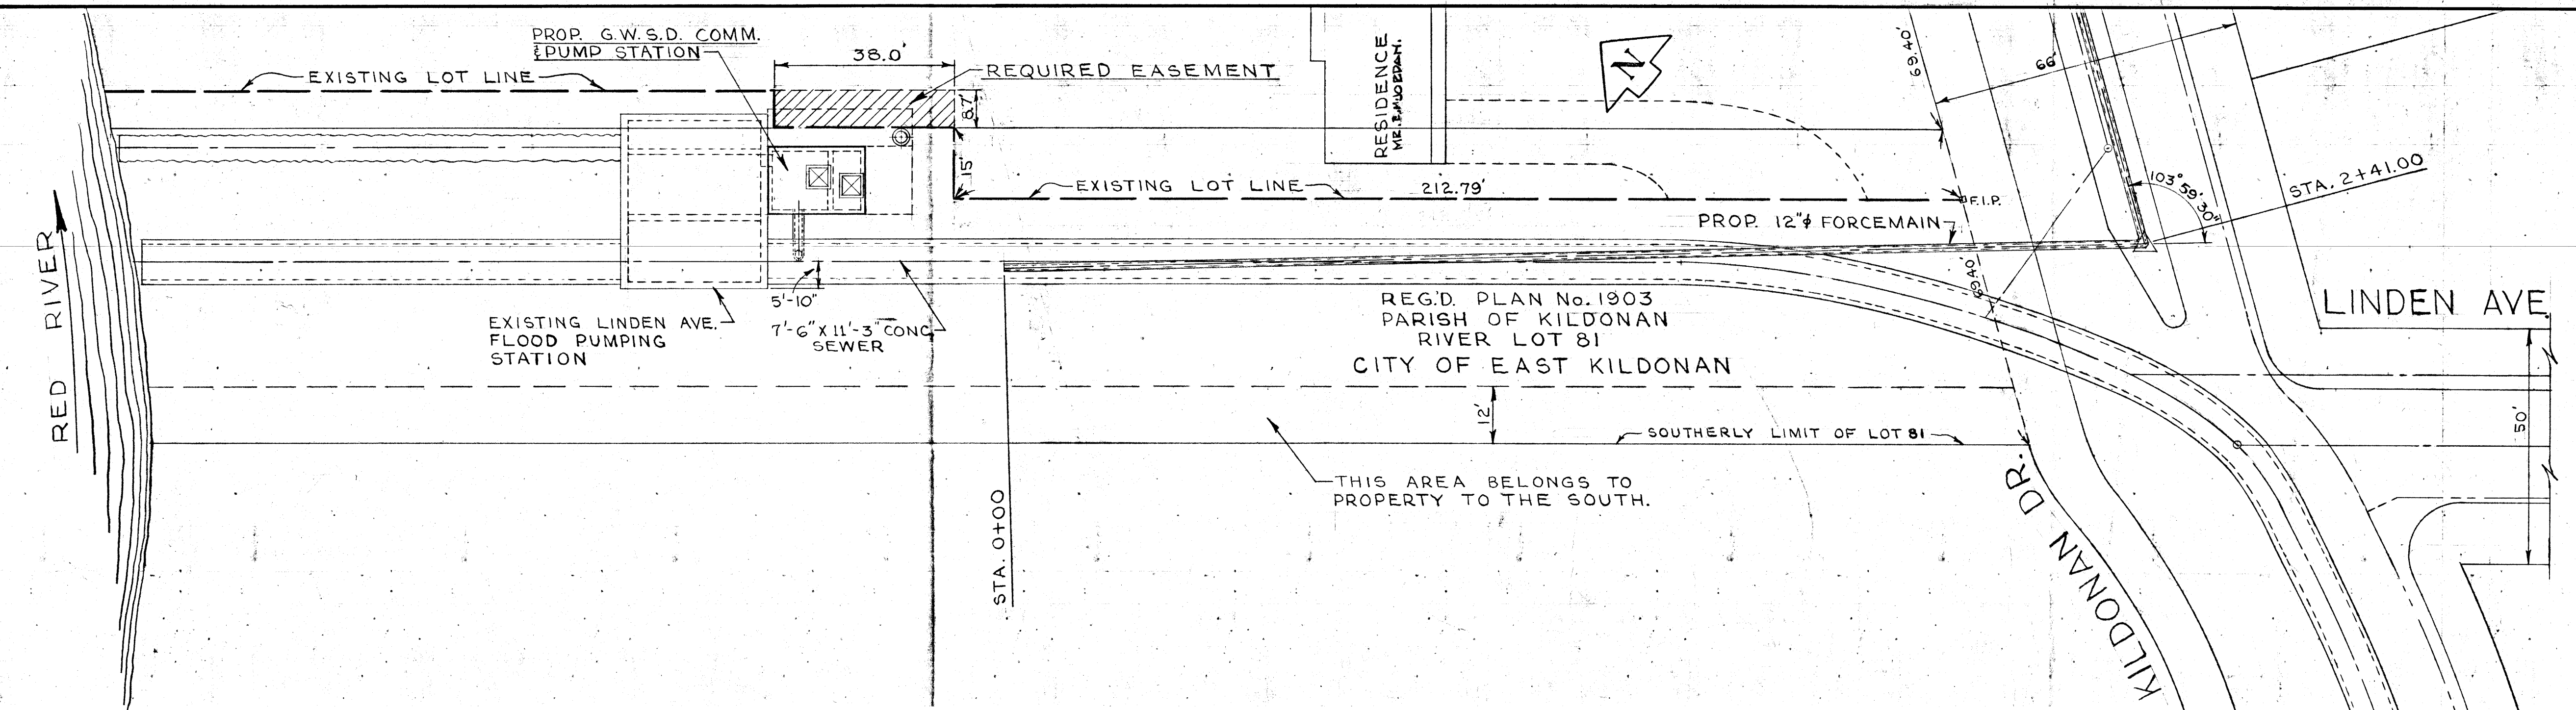 PROP. G.W.S.D. COMM.
& PUMP STATION
EXISTING LOT LINE
38.0'
REQUIRED EASEMENT
8.7'
15'
RESIDENCE
N
69.40'
66'
EXISTING LOT LINE
212.79'
F.I.P.
103°59'30"
STA. 2+41.00
PROP. 12"φ FORCEMAIN
69.40'
RED RIVER
5'-10"
7'-6" X 11'-3" CONC
SEWER
EXISTING LINDEN AVE.
FLOOD PUMPING
STATION
REG'D. PLAN No. 1903
PARISH OF KILDONAN
RIVER LOT 81
CITY OF EAST KILDONAN
LINDEN AVE
50'
12'
SOUTHERLY LIMIT OF LOT 81
THIS AREA BELONGS TO
PROPERTY TO THE SOUTH.
STA. 0+00
KILDONAN DR.